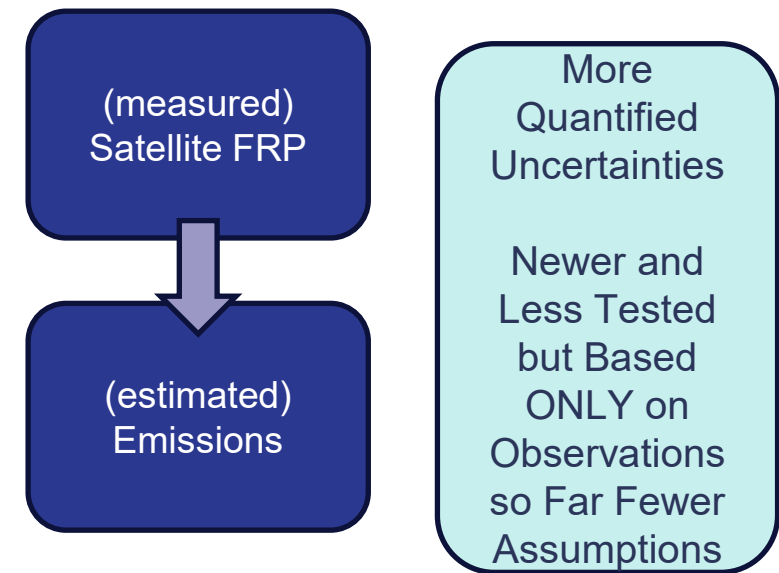 (measured)
Satellite FRP
(estimated)
Emissions
More
Quantified
Uncertainties
Newer and
Less Tested
but Based
ONLY on
Observations
so Far Fewer
Assumptions